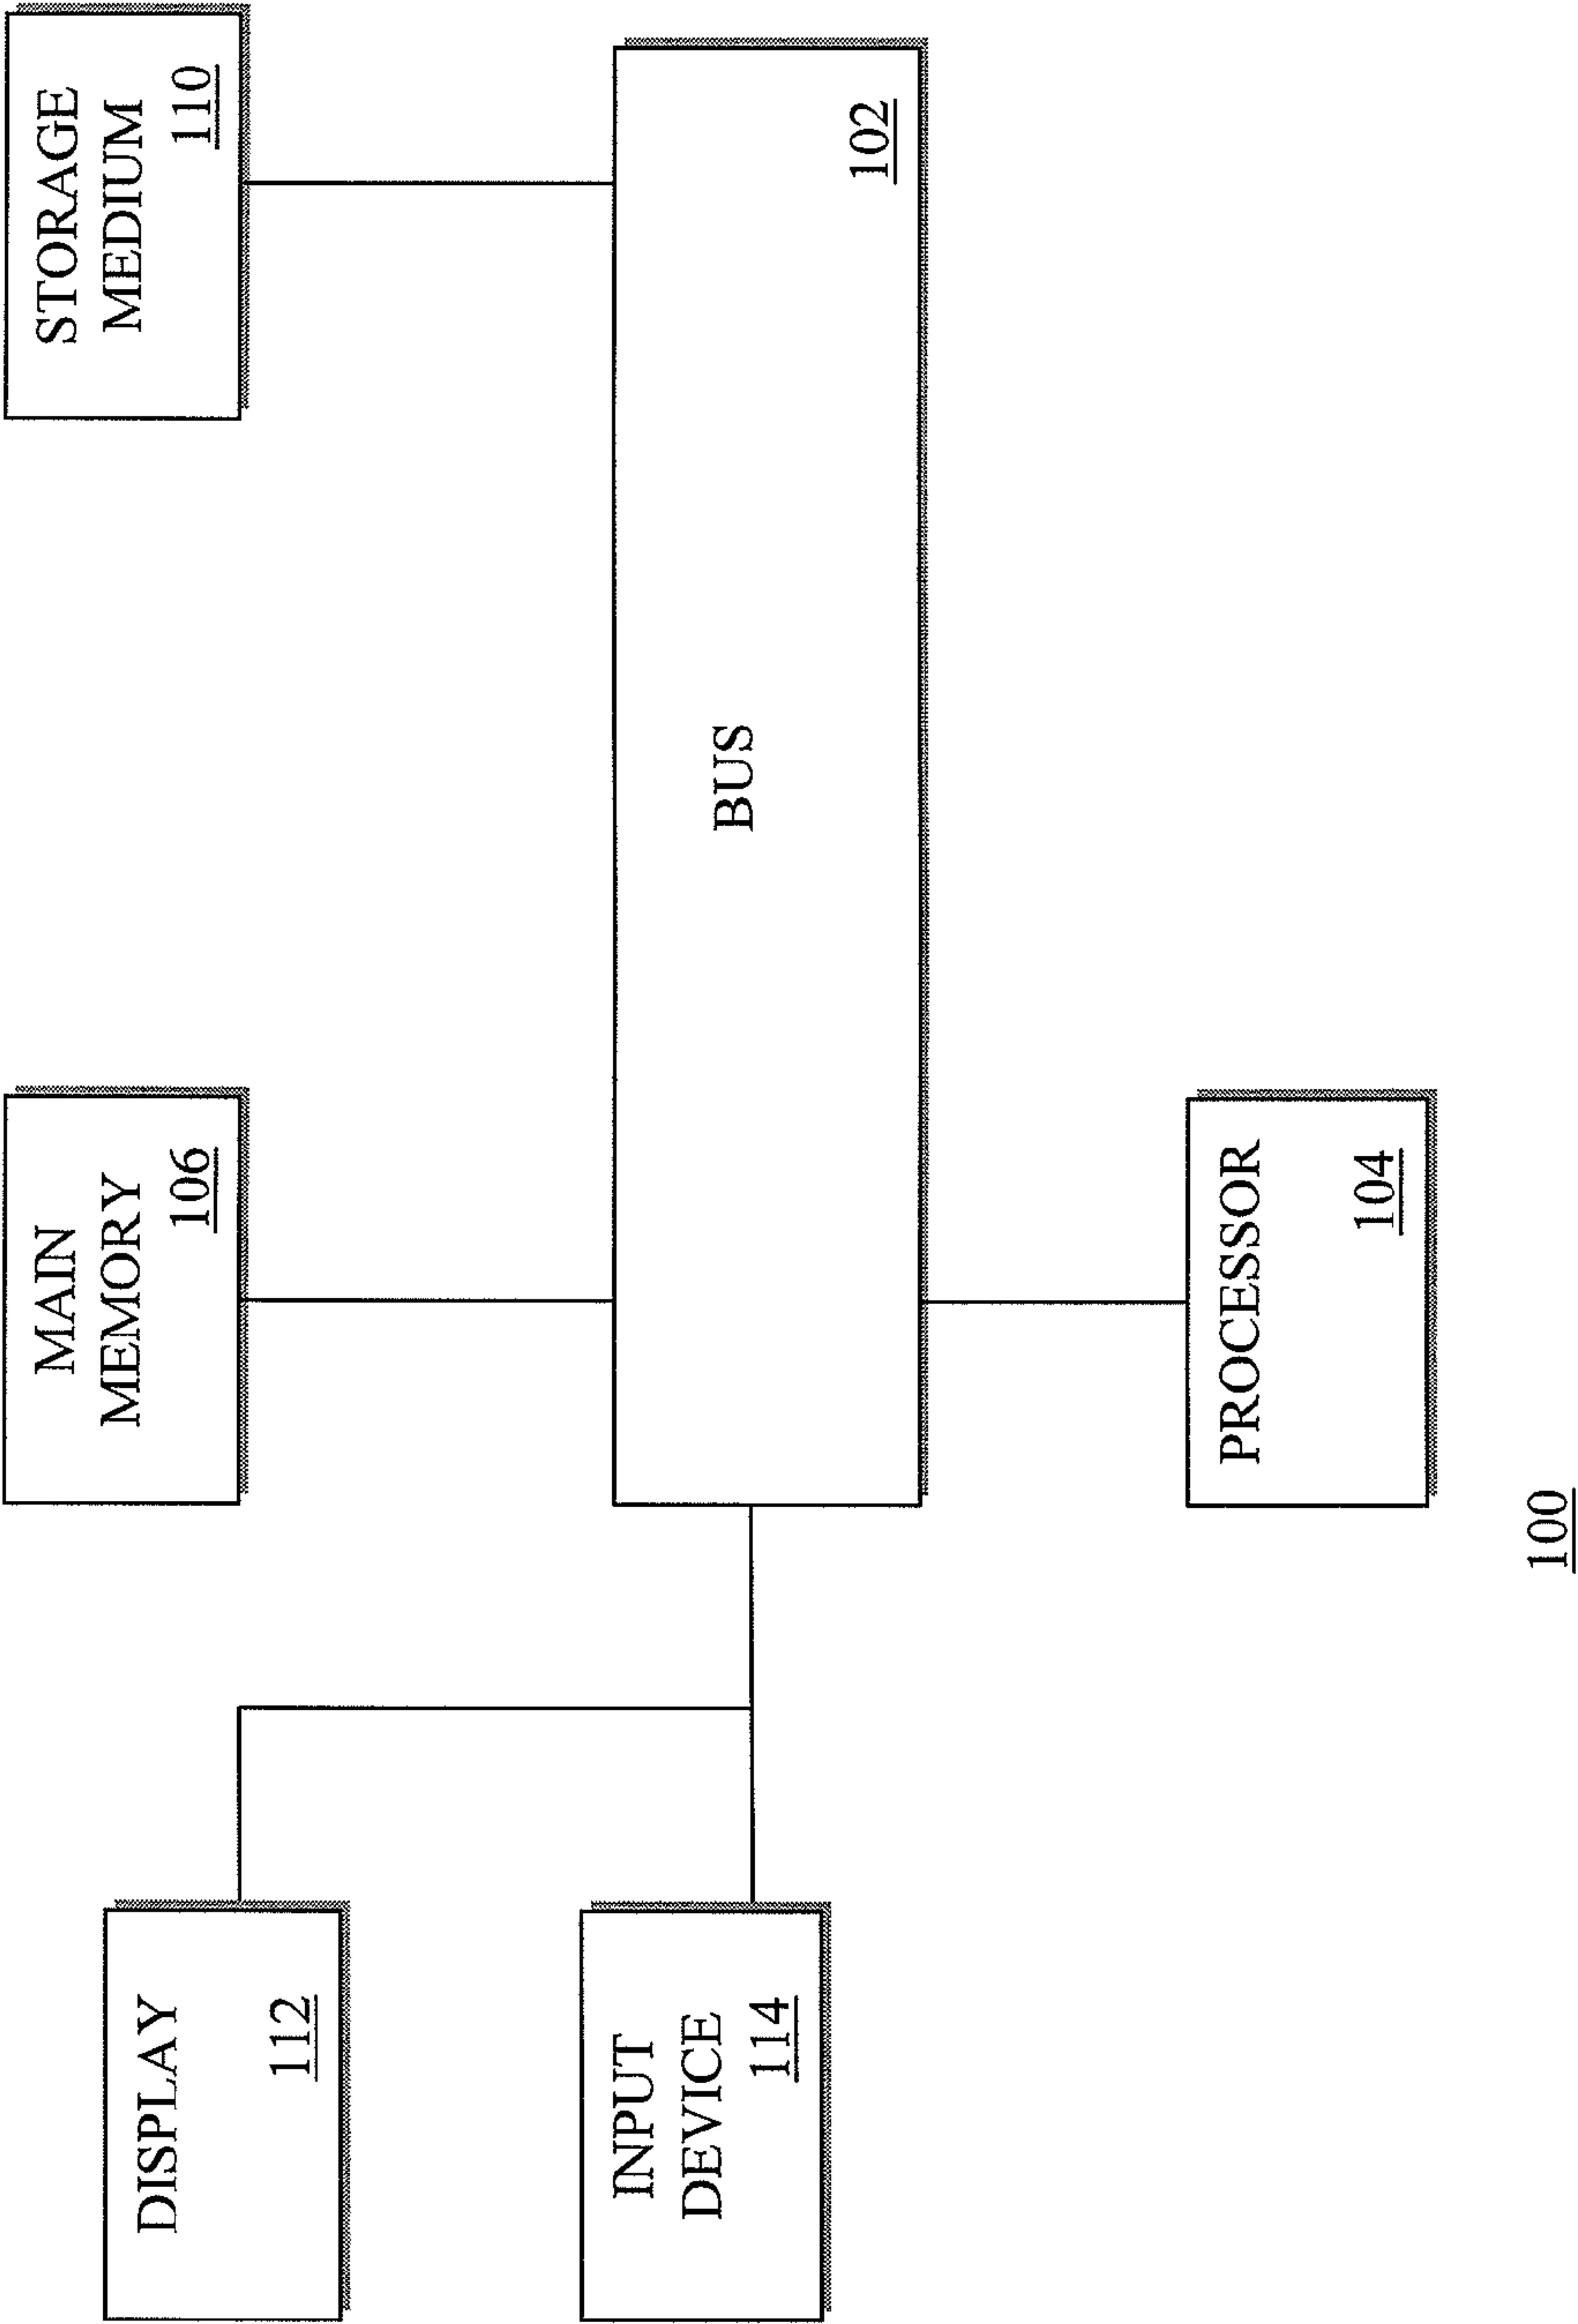 DISPLAY
112
INPUT
DEVICE
114
MAIN
MEMORY
106
STORAGE
MEDIUM
110
BUS
102
PROCESSOR
104
100